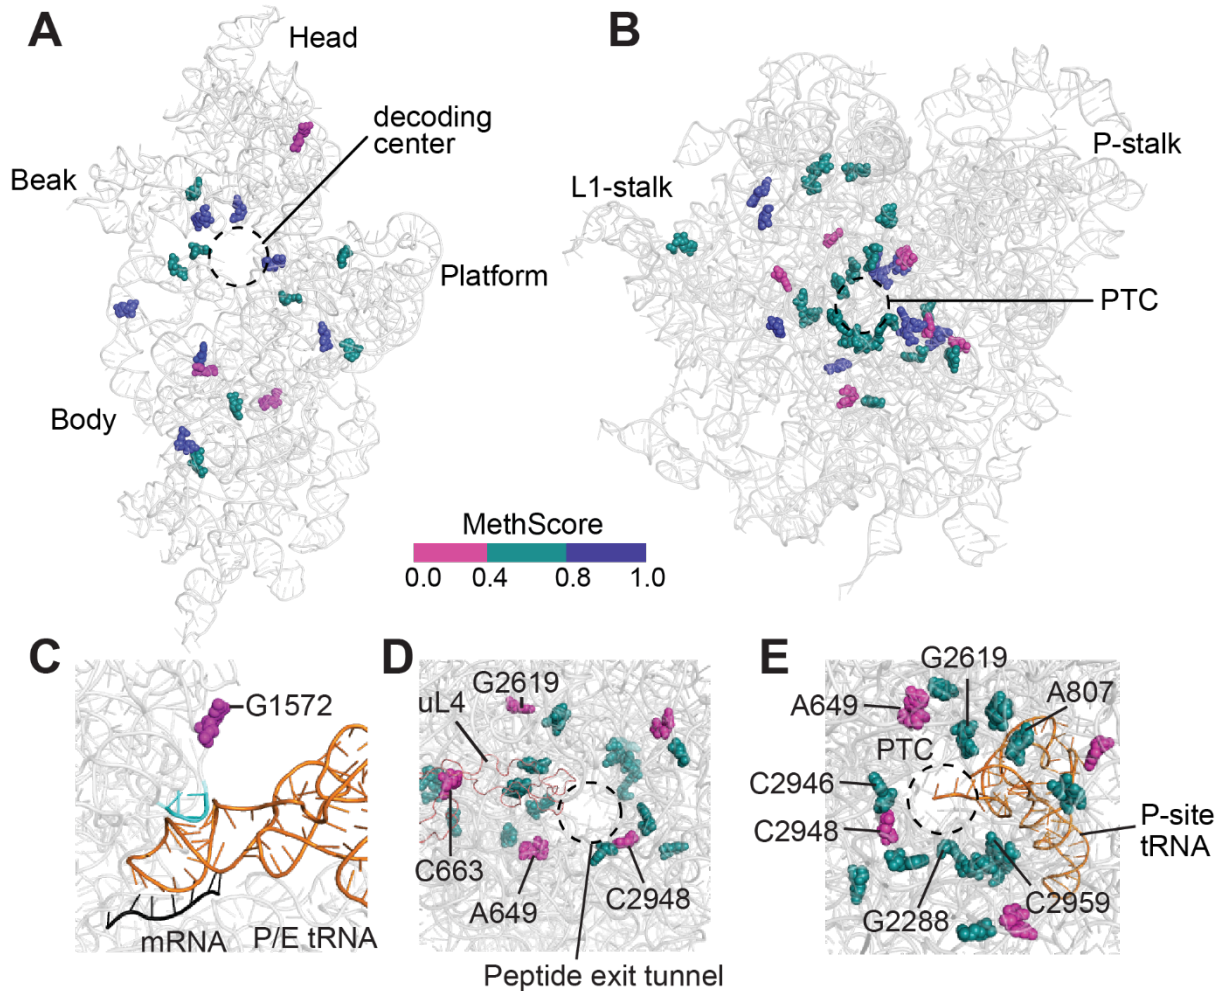 A
Head
decoding
center
Beak
Platform
Body
B
P-stalk
L1-stalk
PTC
MethScore
0.0 0.4 0.8 1.0
C
G1572
mRNA P/E tRNA
D
G2619
uL4
C663
A649
C2948
Peptide exit tunnel
E
G2619
A649
A807
PTC
C2946
C2948
P-site
tRNA
G2288
C2959